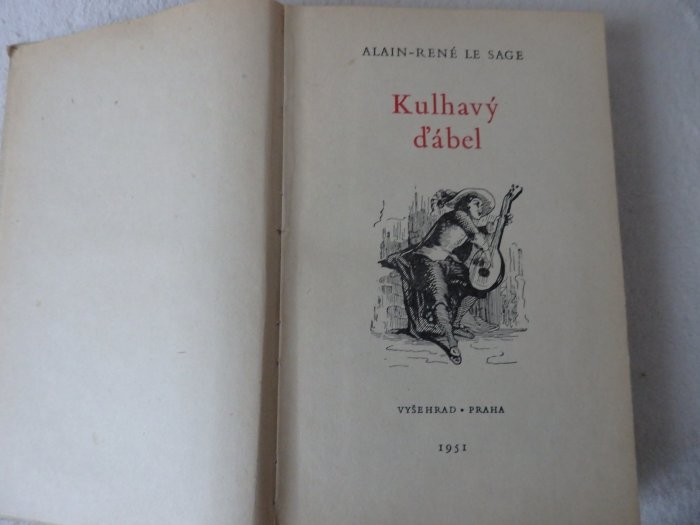 ALAIN-RENÉ LE SAGE
Kulhavý
ďábel
VYŠEHRAD • PRAHA
1951